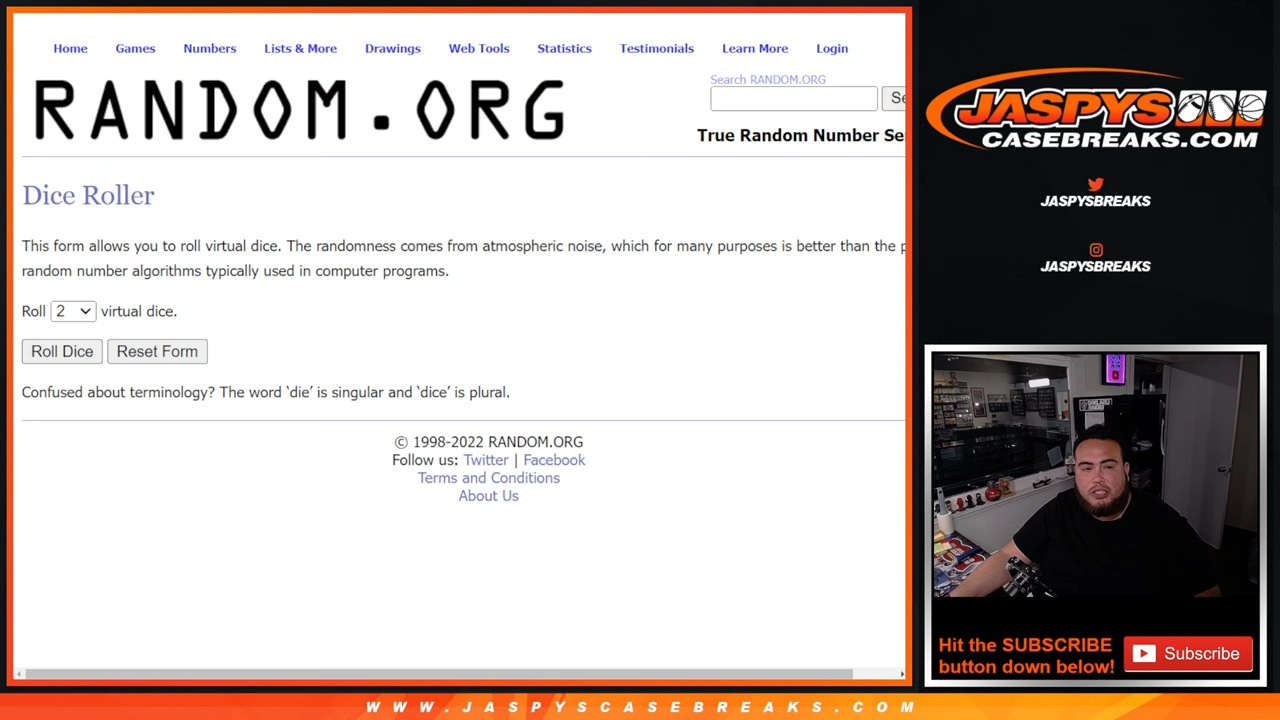 Home Games Numbers Lists & More Drawings Web Tools Statistics Testimonials Learn More Login
RANDOM.ORG
Search RANDOM.ORG
Se
True Random Number Se
Dice Roller
This form allows you to roll virtual dice. The randomness comes from atmospheric noise, which for many purposes is better than the p
random number algorithms typically used in computer programs.
Roll 2 virtual dice.
Roll Dice Reset Form
Confused about terminology? The word ‘die’ is singular and ‘dice’ is plural.
© 1998-2022 RANDOM.ORG
Follow us: Twitter | Facebook
Terms and Conditions
About Us
JASPYS
CASEBREAKS.COM
JASPYSBREAKS
JASPYSBREAKS
Hit the SUBSCRIBE
button down below!
Subscribe
WWW.JASPYSCASEBREAKS.COM